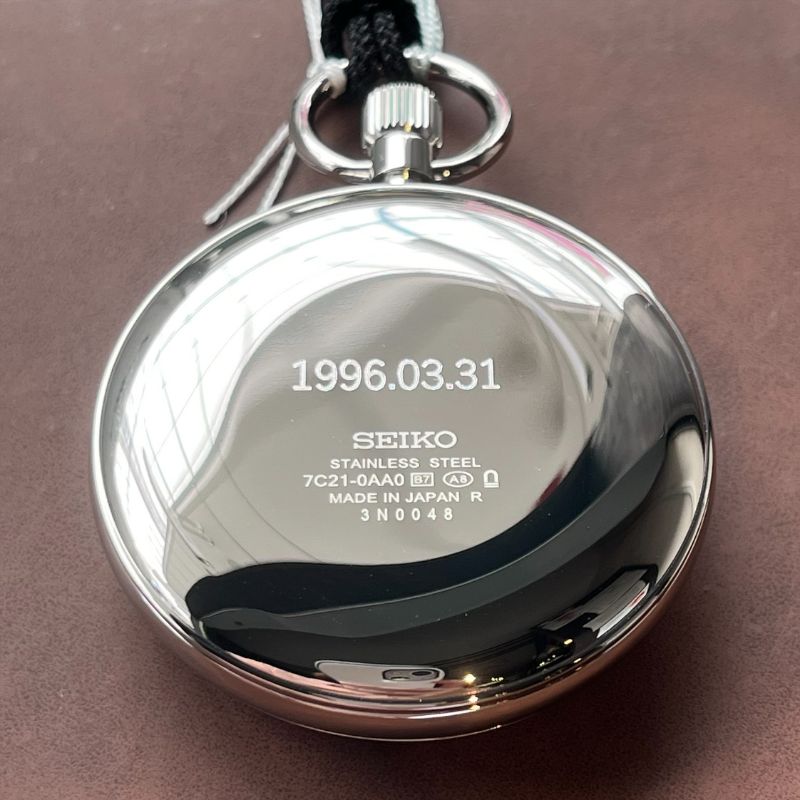 1996.03.31
SEIKO
STAINLESS STEEL
7C21-0AA0 B7 A8
MADE IN JAPAN R
3N0048